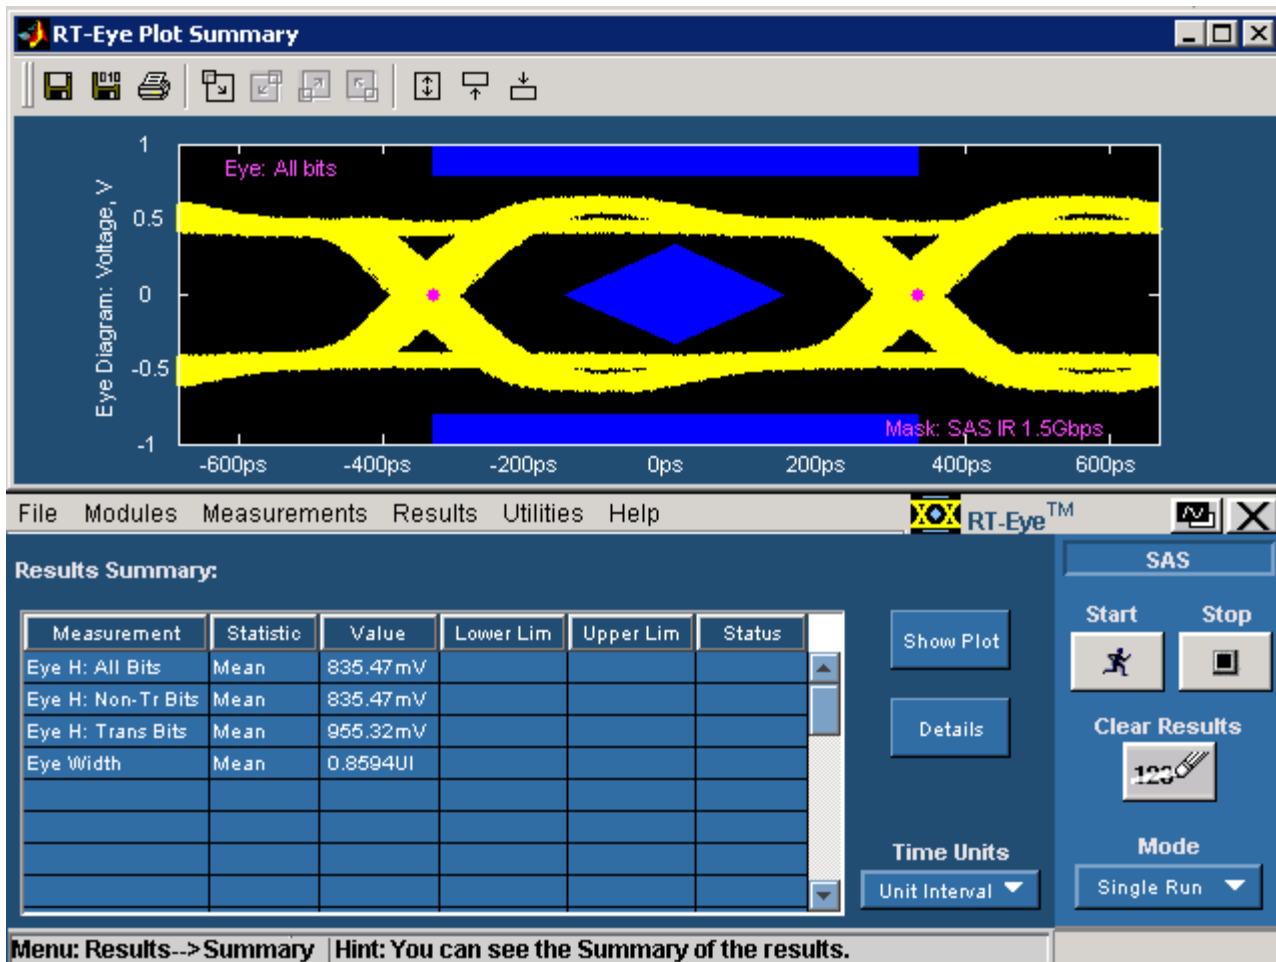 RT-Eye Plot Summary
010
Eye: All bits
Eye Diagram: Voltage, V
1
0.5
0
-0.5
-1
Mask: SAS IR 1.5Gbps
-600ps -400ps -200ps 0ps 200ps 400ps 600ps
File Modules Measurements Results Utilities Help RT-Eye™
Results Summary:
SAS
Measurement Statistic Value Lower Lim Upper Lim Status
Eye H: All Bits Mean 835.47mV
Eye H: Non-Tr Bits Mean 835.47mV
Eye H: Trans Bits Mean 955.32mV
Eye Width Mean 0.8594UI
Show Plot
Details
Time Units
Unit Interval
Start Stop
Clear Results
123
Mode
Single Run
Menu: Results-->Summary Hint: You can see the Summary of the results.